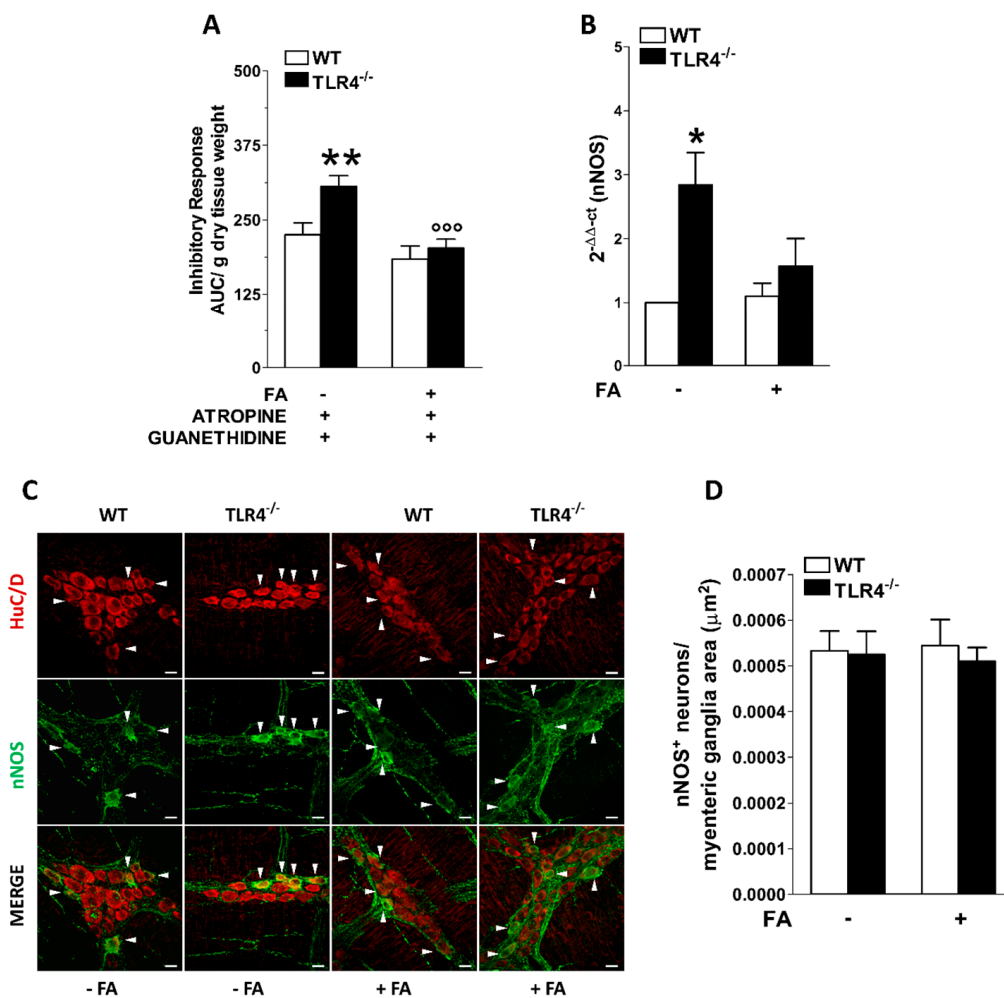 A
WT
TLR4-/-
500
375
250
125
0
Inhibitory Response
AUC/ g dry tissue weight
**
°°°
FA - +
ATROPINE + +
GUANETHIDINE + +
B
WT
TLR4-/-
5
4
3
2
1
0
2-ΔΔ-ct (nNOS)
*
FA - +
C
WT TLR4-/- WT TLR4-/-
HuC/D
nNOS
MERGE
- FA - FA + FA + FA
D
WT
TLR4-/-
0.0007
0.0006
0.0005
0.0004
0.0003
0.0002
0.0001
0.0000
nNOS+ neurons/
myenteric ganglia area (μm2)
FA - +